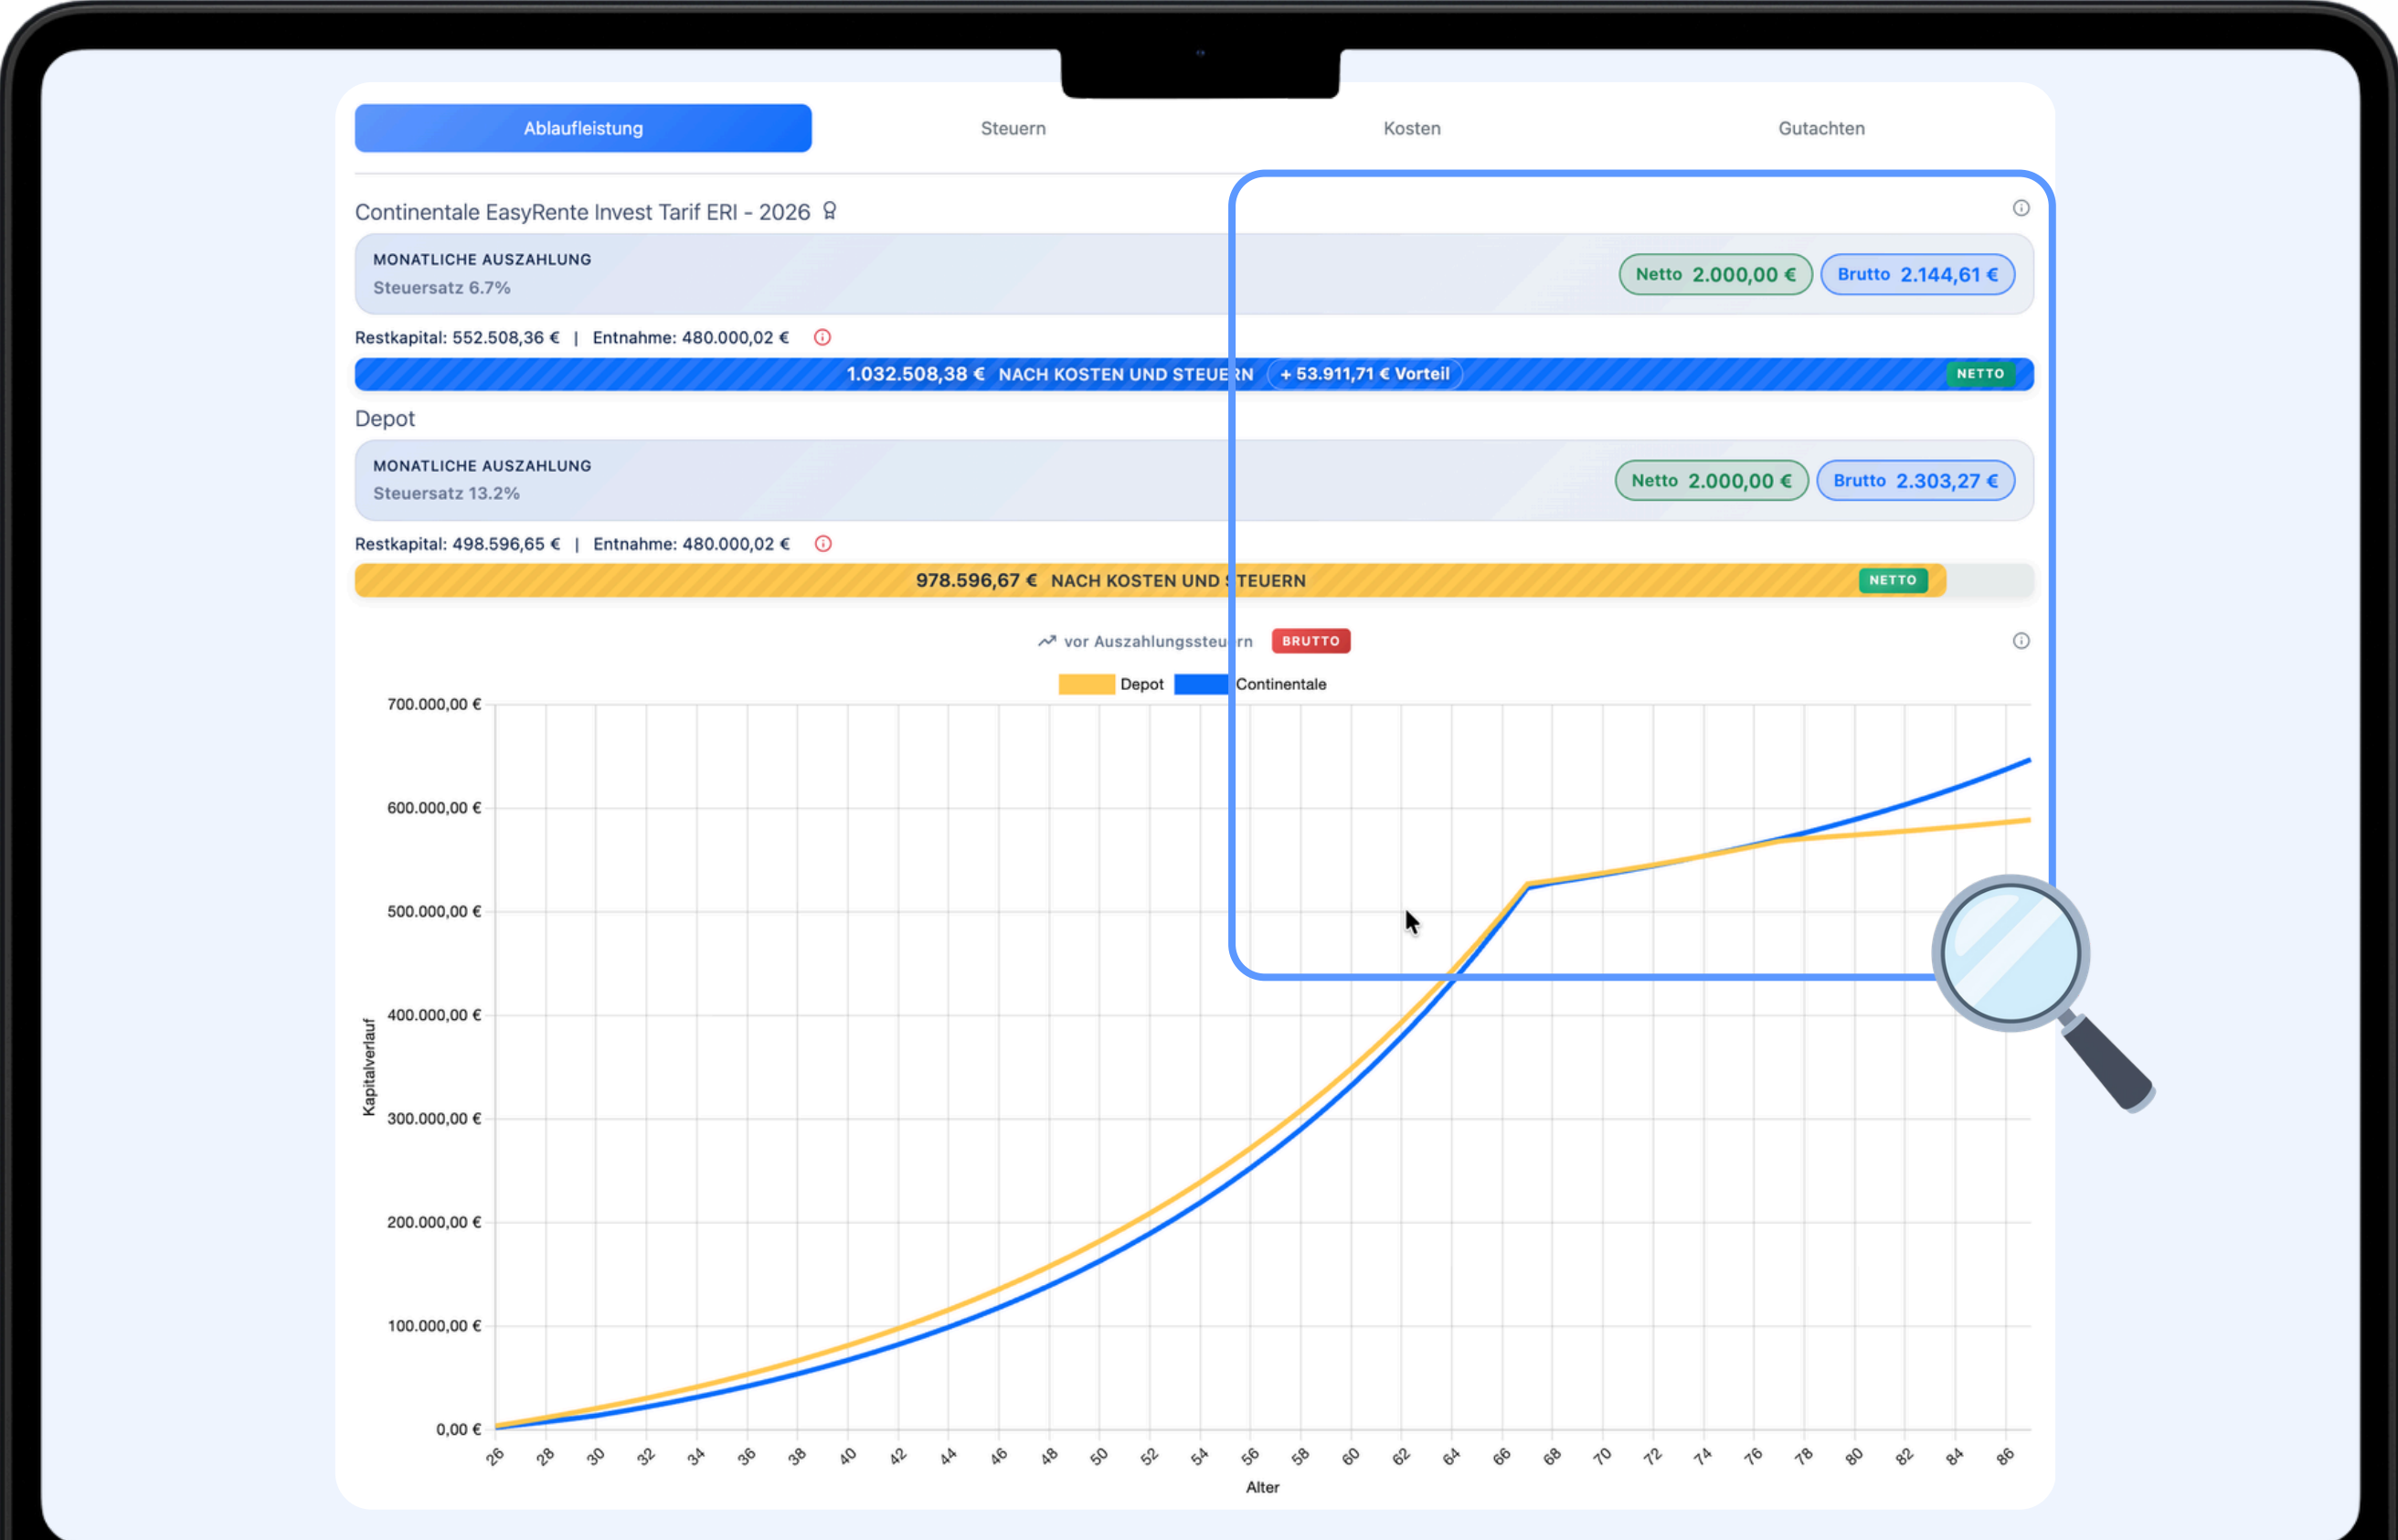 Ablaufleistung Steuern Kosten Gutachten
Continentale EasyRente Invest Tarif ERI - 2026
MONATLICHE AUSZAHLUNG
Steuersatz 6.7%
Netto 2.000,00 € Brutto 2.144,61 €
Restkapital: 552.508,36 € | Entnahme: 480.000,02 €
1.032.508,38 € NACH KOSTEN UND STEUERN + 53.911,71 € Vorteil NETTO
Depot
MONATLICHE AUSZAHLUNG
Steuersatz 13.2%
Netto 2.000,00 € Brutto 2.303,27 €
Restkapital: 498.596,65 € | Entnahme: 480.000,02 €
978.596,67 € NACH KOSTEN UND STEUERN NETTO
vor Auszahlungssteuern BRUTTO
Depot Continentale
700.000,00 €
600.000,00 €
500.000,00 €
400.000,00 €
300.000,00 €
200.000,00 €
100.000,00 €
0,00 €
Kapitalverlauf
26 28 30 32 34 36 38 40 42 44 46 48 50 52 54 56 58 60 62 64 66 68 70 72 74 76 78 80 82 84 86
Alter